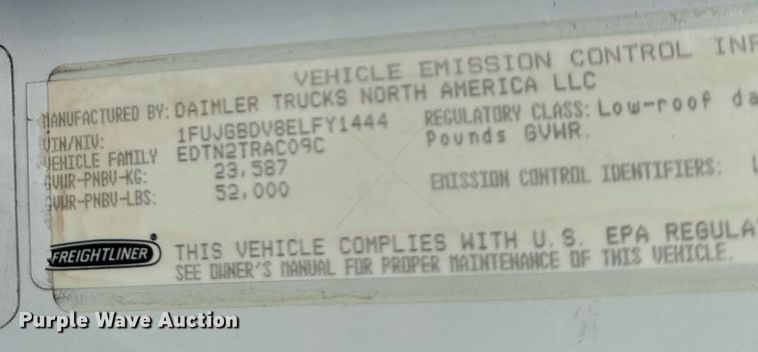 VEHICLE EMISSION CONTROL INF
MANUFACTURED BY: DAIMLER TRUCKS NORTH AMERICA LLC
VIN/NIV: 1FUJGBDV8ELFY1444
REGULATORY CLASS: Low-roof da
Pounds GVWR.
VEHICLE FAMILY EDTN2TRAC09C
GVWR-PNBV-KG: 23,587
GVWR-PNBV-LBS: 52,000
EMISSION CONTROL IDENTIFIERS:
FREIGHTLINER®
THIS VEHICLE COMPLIES WITH U.S. EPA REGULA
SEE OWNER'S MANUAL FOR PROPER MAINTENANCE OF THIS VEHICLE.
Purple Wave Auction